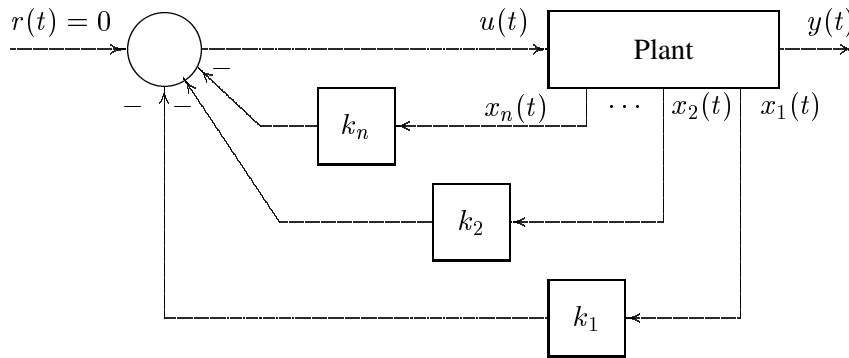 r(t) = 0
u(t)
Plant
y(t)
−
− −
k_n
x_n(t)
· · ·
x_2(t)
x_1(t)
k_2
k_1